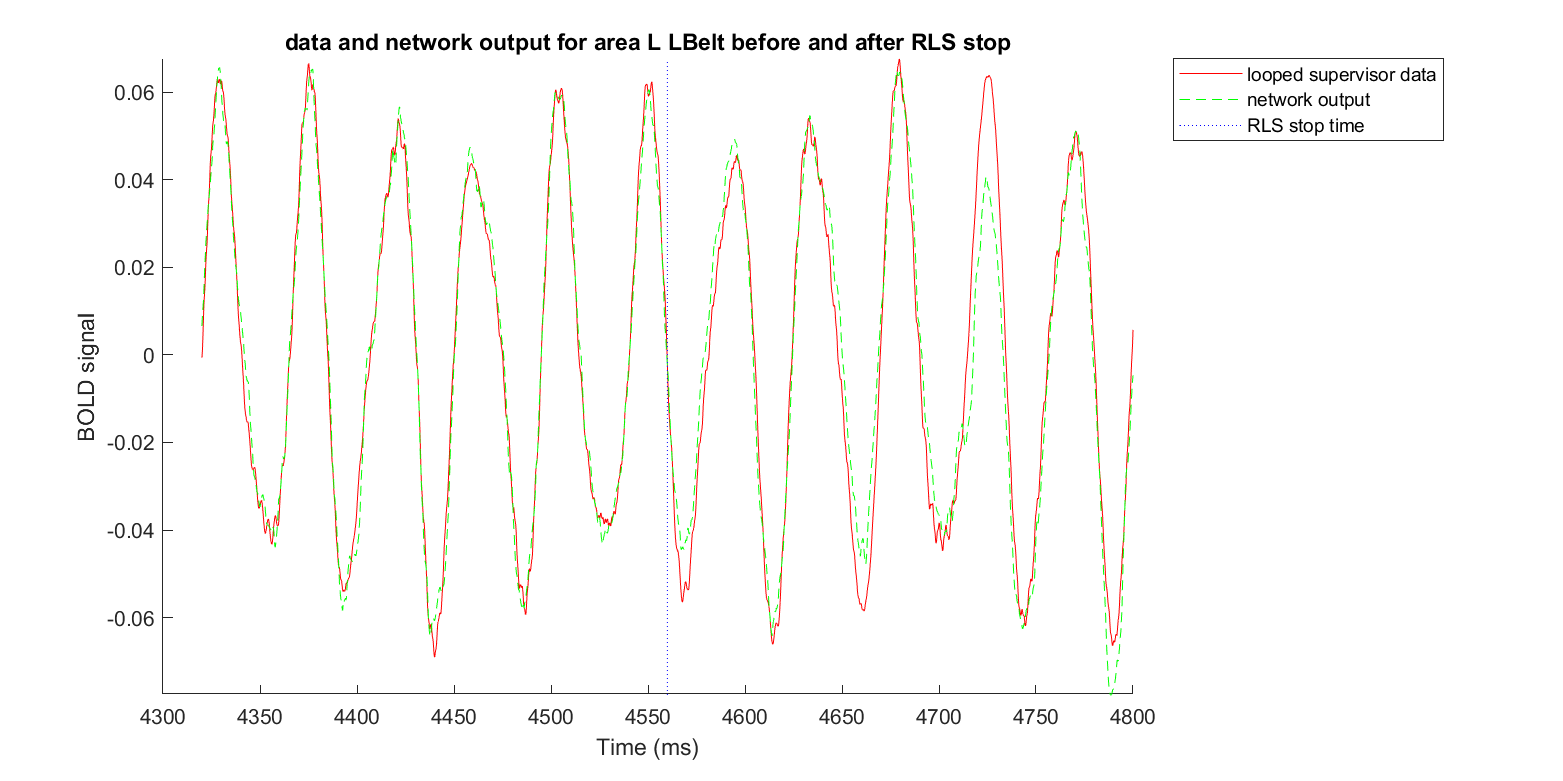 data and network output for area L LBelt before and after RLS stop
looped supervisor data
network output
RLS stop time
BOLD signal
0.06
0.04
0.02
0
-0.02
-0.04
-0.06
4300 4350 4400 4450 4500 4550 4600 4650 4700 4750 4800
Time (ms)